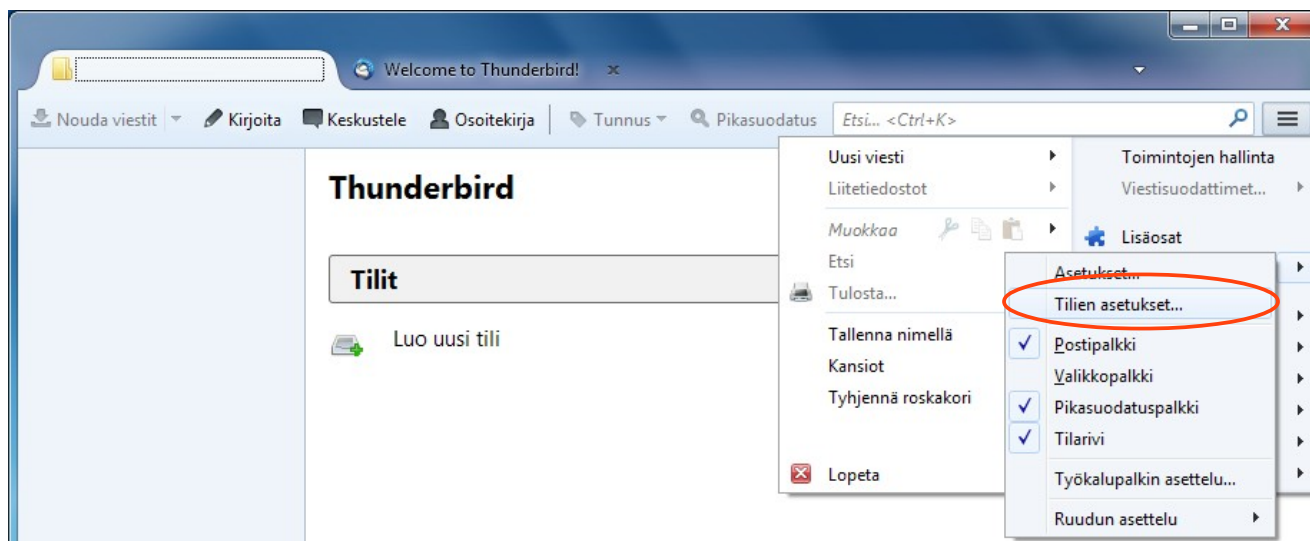 Welcome to Thunderbird!
Nouda viestit Kirjoita Keskustele Osoitekirja Tunnus Pikasuodatus Etsi... <Ctrl+K>
Thunderbird
Tilit
Luo uusi tili
Uusi viesti
Liitetiedostot
Muokkaa
Etsi
Tulosta...
Tallenna nimellä
Kansiot
Tyhjennä roskakori
Lopeta
Toimintojen hallinta
Viestisuodattimet...
Lisäosat
Asetukset...
Tilien asetukset...
Postipalkki
Valikkopalkki
Pikasuodatuspalkki
Tilarivi
Työkalupalkin asettelu...
Ruudun asettelu